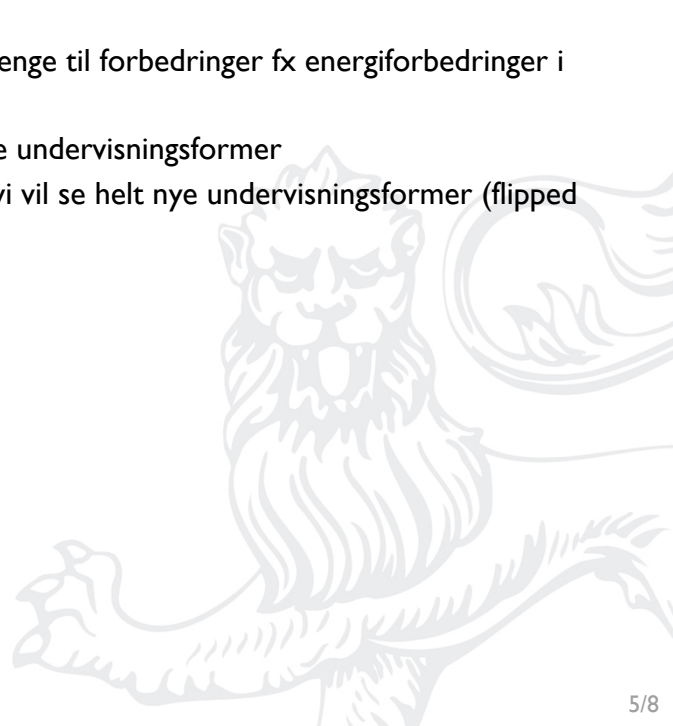 enge til forbedringer fx energiforbedringer i
e undervisningsformer
vi vil se helt nye undervisningsformer (flipped
5/8